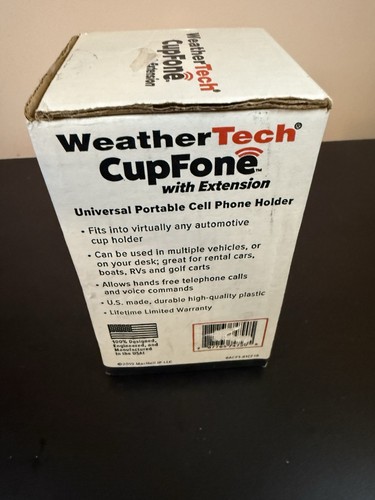 WeatherTech
CupFone
Extension
WeatherTech®
CupFone™
with Extension
Universal Portable Cell Phone Holder
• Fits into virtually any automotive
cup holder
• Can be used in multiple vehicles, or
on your desk; great for rental cars,
boats, RVs and golf carts
• Allows hands free telephone calls
and voice commands
• U.S. made, durable high-quality plastic
• Lifetime Limited Warranty
100% Designed,
Engineered, and
Manufactured
in the USA!